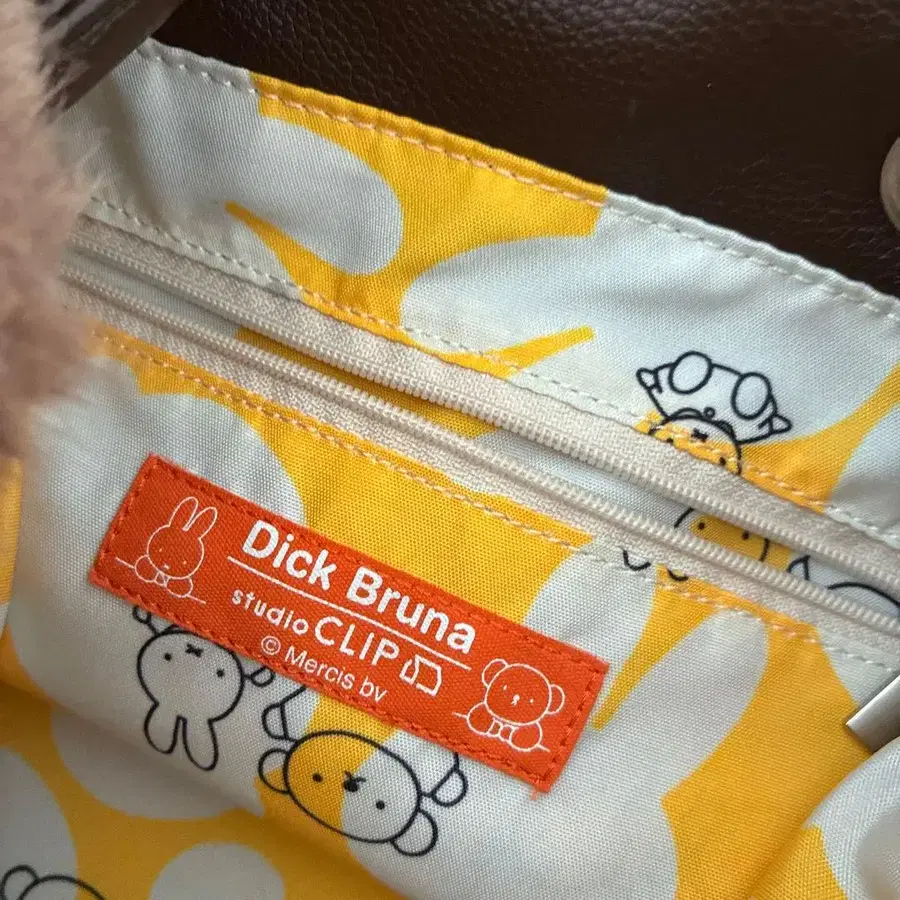 Dick Bruna
studio CLIP
© Mercis bv